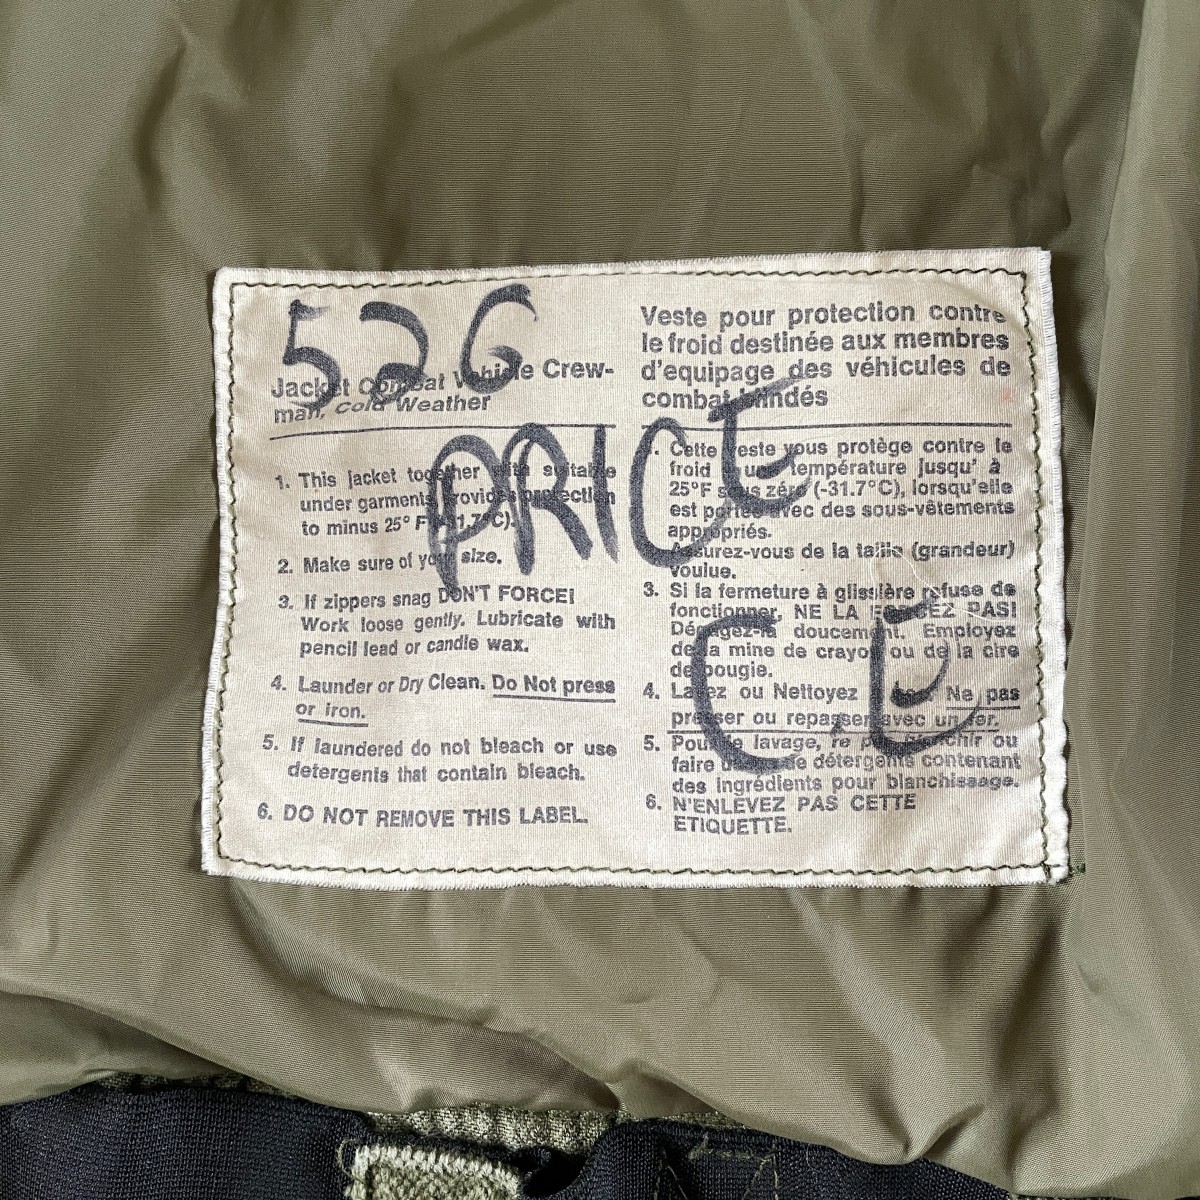 526
Jacket Combat Vehicle Crew-
man, Cold Weather
PRICE
CE
1. This jacket together with suitable
under garments provides protection
to minus 25° F (-31.7°C).
2. Make sure of your size.
3. If zippers snag DON'T FORCE!
Work loose gently. Lubricate with
pencil lead or candle wax.
4. Launder or Dry Clean. Do Not press
or iron.
5. If laundered do not bleach or use
detergents that contain bleach.
6. DO NOT REMOVE THIS LABEL.
Veste pour protection contre
le froid destinée aux membres
d'equipage des véhicules de
combat blindés
Cette veste vous protège contre le
froid une température jusqu' à
25°F sous zéro (-31.7°C), lorsqu'elle
est portée avec des sous-vêtements
appropriés.
Assurez-vous de la taille (grandeur)
voulue.
3. Si la fermeture à glissière refuse de
fonctionner, NE LA FORCEZ PAS!
Dégagez-la doucement. Employez
de la mine de crayon ou de la cire
de bougie.
4. Lavez ou Nettoyez Ne pas
presser ou repasser avec un fer.
5. Pour le lavage, blanchir ou
faire usage de détergents contenant
des ingrédients pour blanchissage.
6. N'ENLEVEZ PAS CETTE
ETIQUETTE.